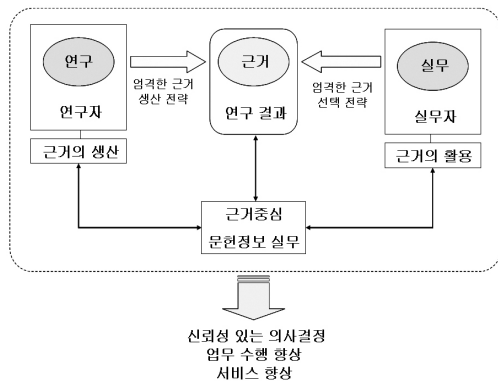 연구
연구자
근거의 생산
엄격한 근거
생산 전략
근거
연구 결과
엄격한 근거
선택 전략
실무
실무자
근거의 활용
근거중심
문헌정보 실무
신뢰성 있는 의사결정
업무 수행 향상
서비스 향상